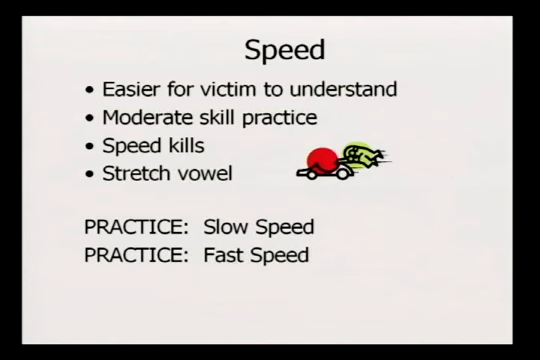 Speed
• Easier for victim to understand
• Moderate skill practice
• Speed kills
• Stretch vowel
PRACTICE: Slow Speed
PRACTICE: Fast Speed